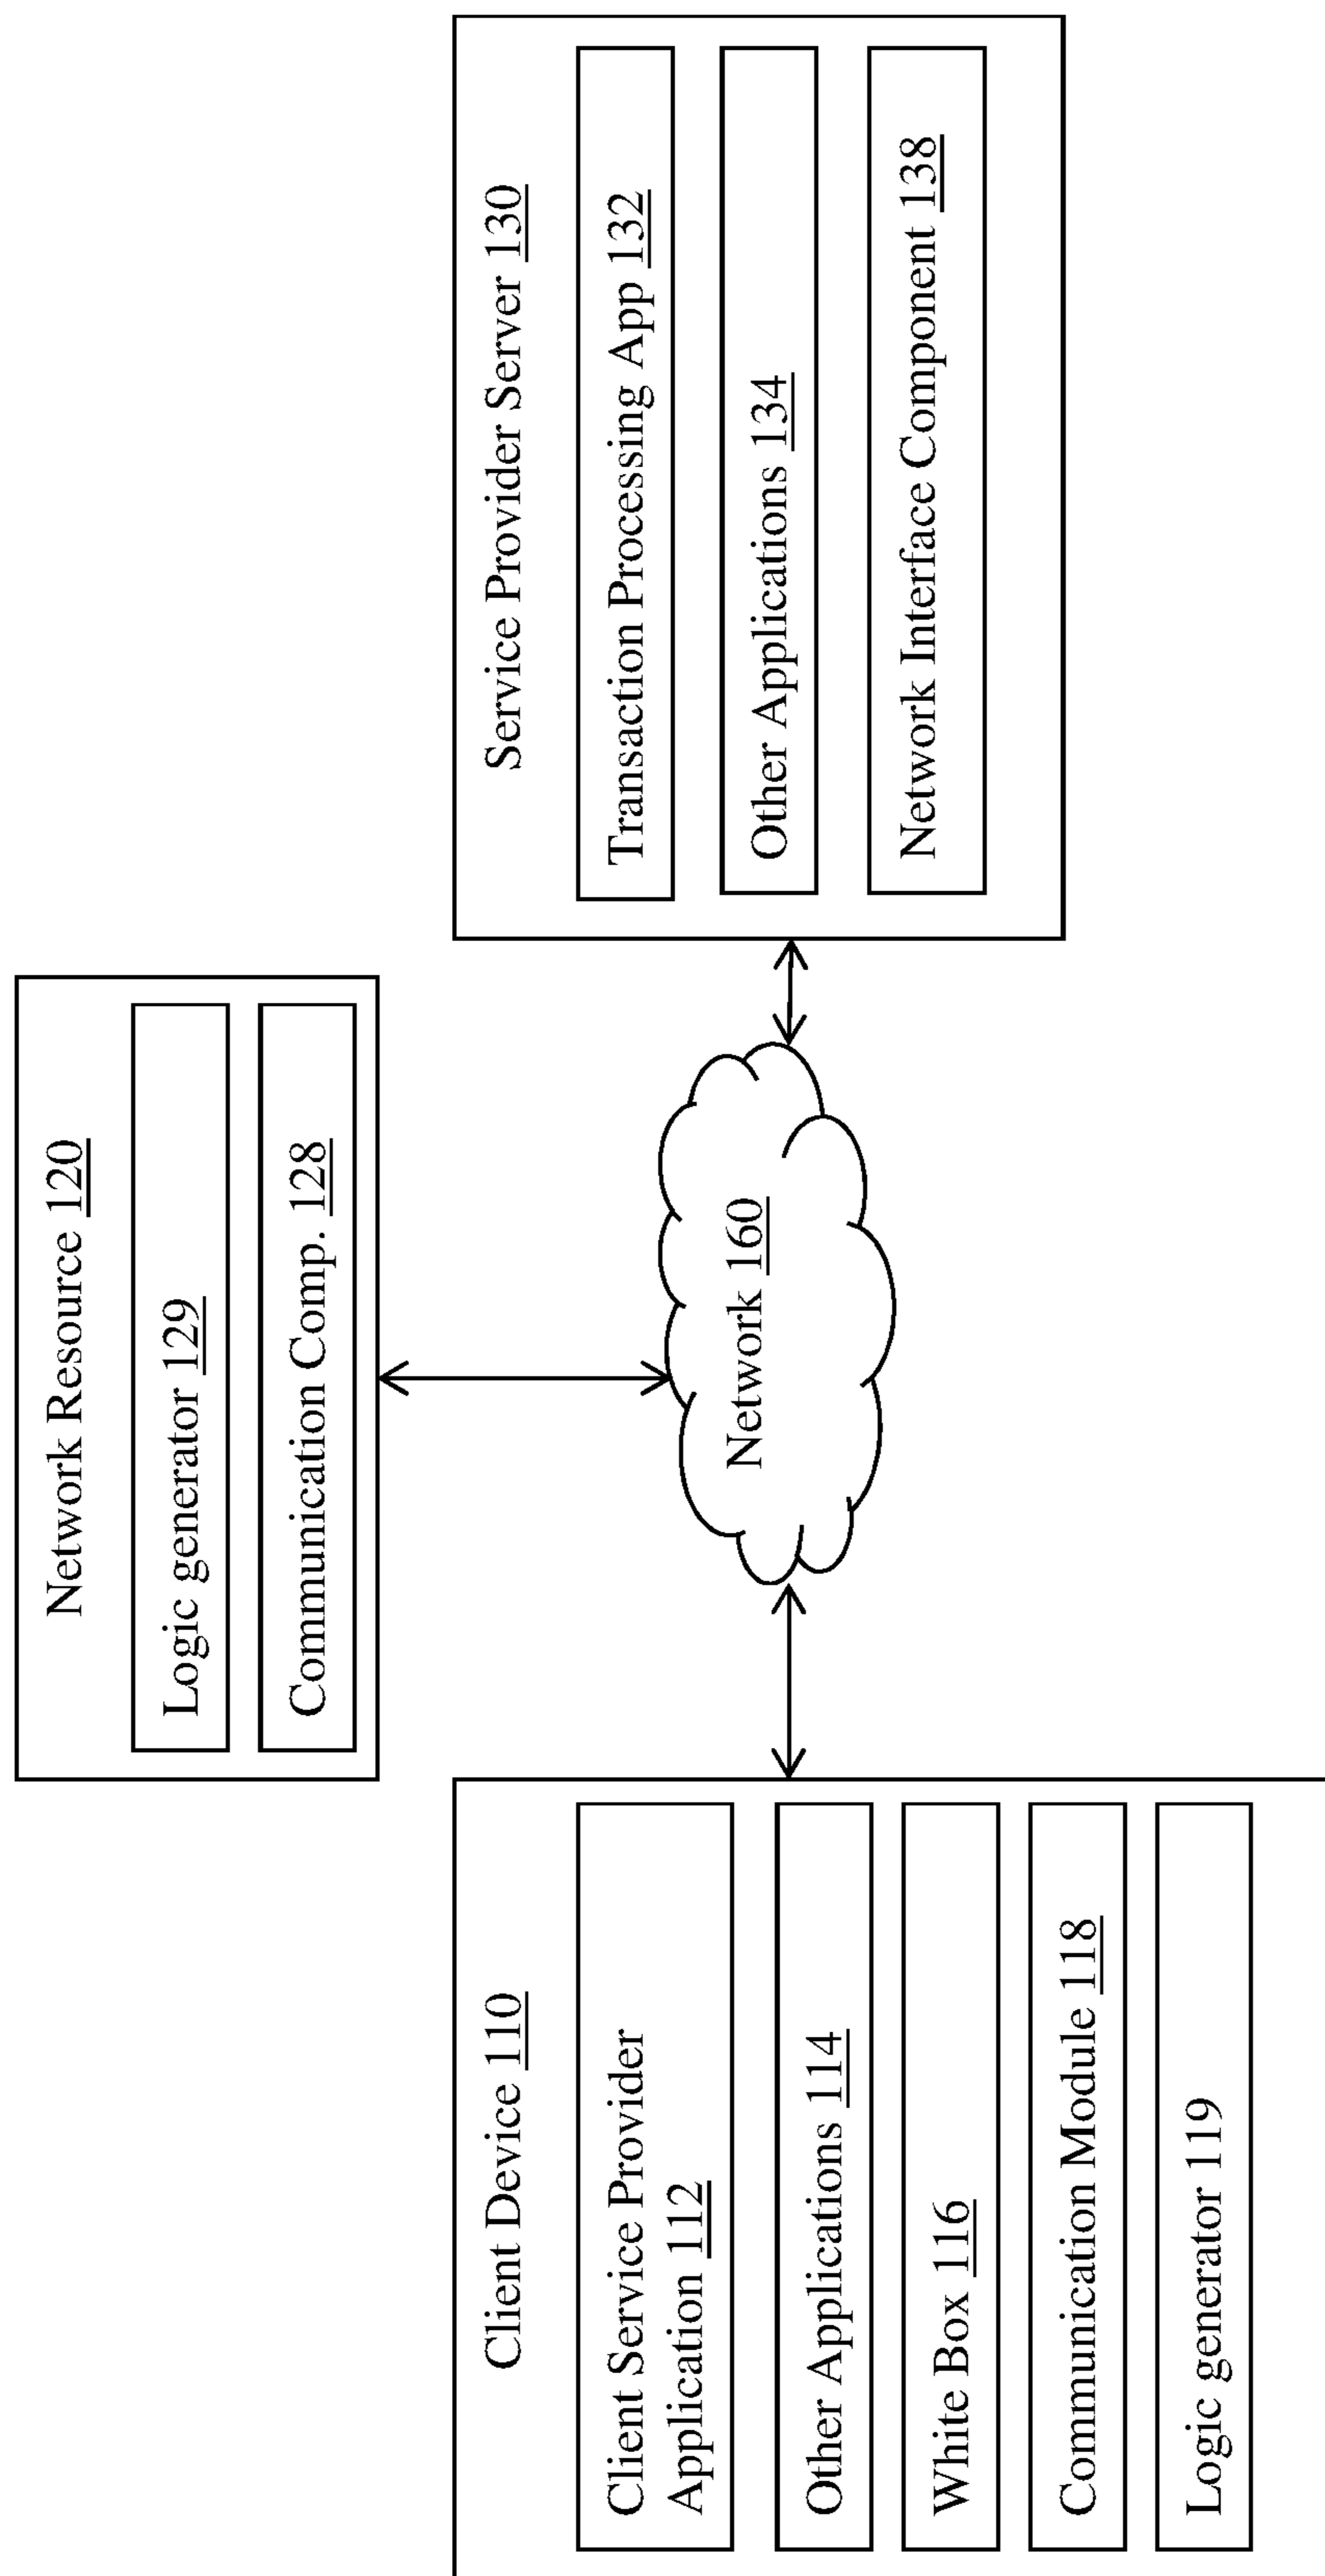 Network Resource 120
Logic generator 129
Communication Comp. 128
Client Device 110
Client Service Provider
Application 112
Other Applications 114
White Box 116
Communication Module 118
Logic generator 119
Network 160
Service Provider Server 130
Transaction Processing App 132
Other Applications 134
Network Interface Component 138